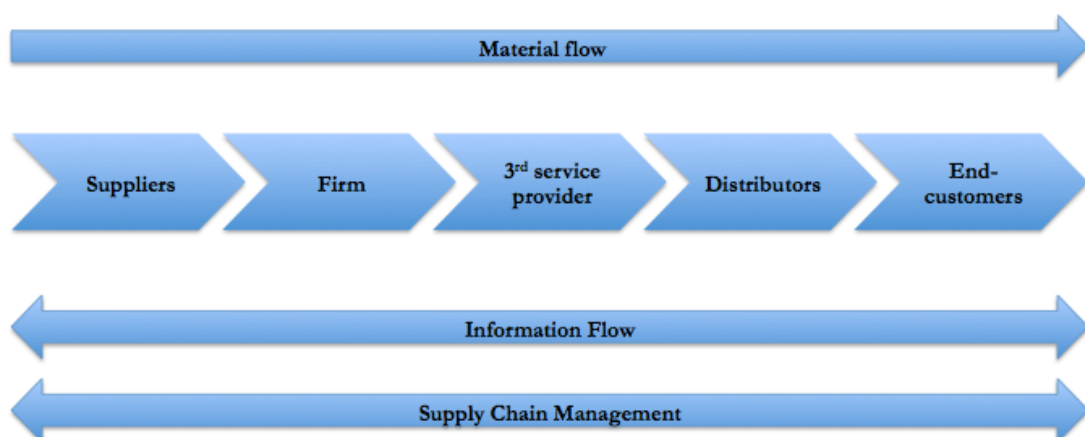 Material flow
Suppliers
Firm
3rd service
provider
Distributors
End-
customers
Information Flow
Supply Chain Management